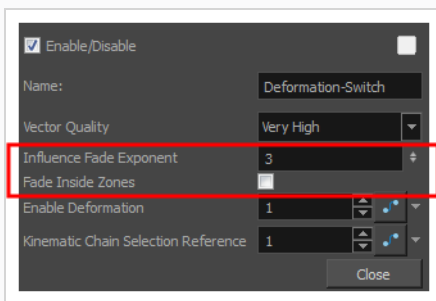 Enable/Disable
Name: Deformation-Switch
Vector Quality Very High
Influence Fade Exponent 3
Fade Inside Zones
Enable Deformation 1
Kinematic Chain Selection Reference 1
Close